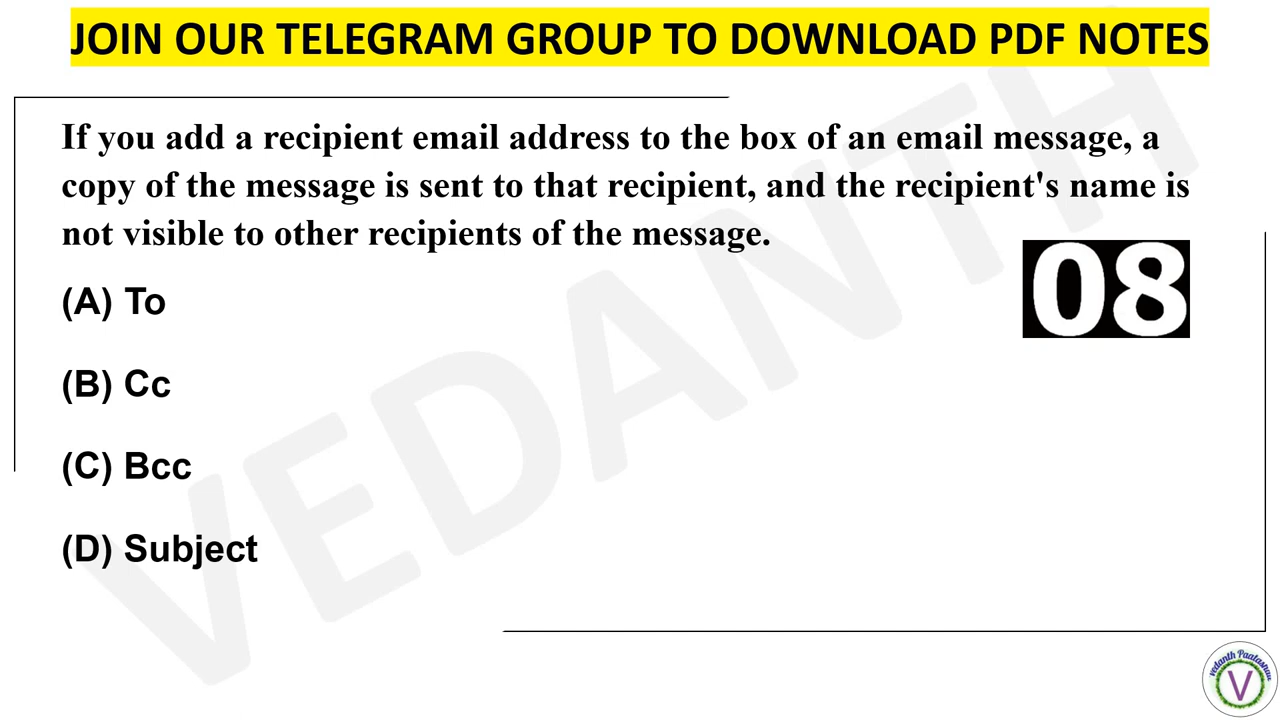 JOIN OUR TELEGRAM GROUP TO DOWNLOAD PDF NOTES
If you add a recipient email address to the box of an email message, a
copy of the message is sent to that recipient, and the recipient's name is
not visible to other recipients of the message.
08
(A) To
(B) Cc
(C) Bcc
(D) Subject
VEDANTH
Vedanth Paatashala
V